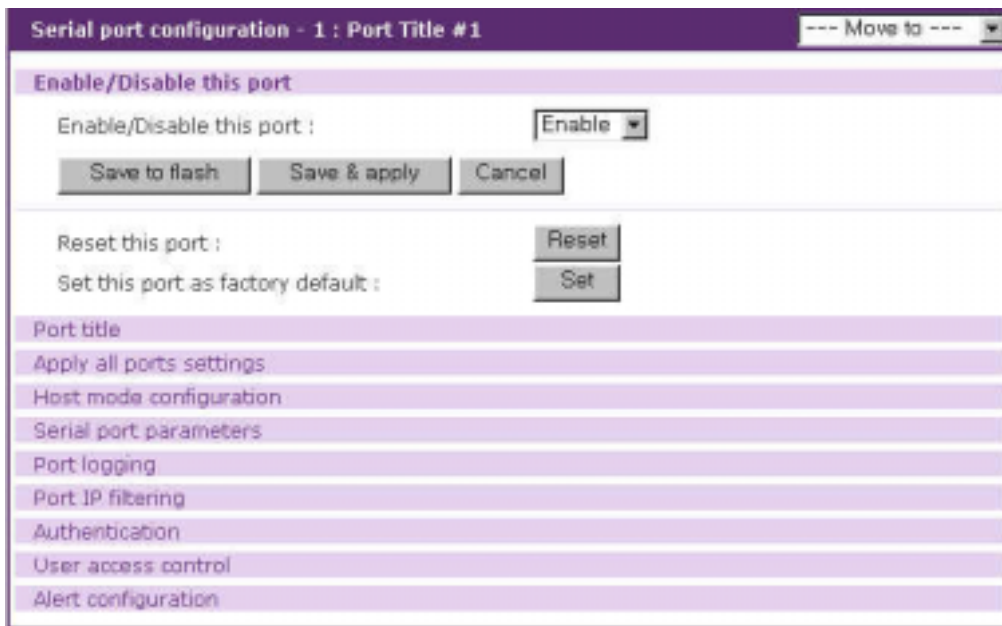 Serial port configuration - 1 : Port Title #1 --- Move to ---
Enable/Disable this port
Enable/Disable this port : Enable
Save to flash Save & apply Cancel
Reset this port : Reset
Set this port as factory default : Set
Port title
Apply all ports settings
Host mode configuration
Serial port parameters
Port logging
Port IP filtering
Authentication
User access control
Alert configuration